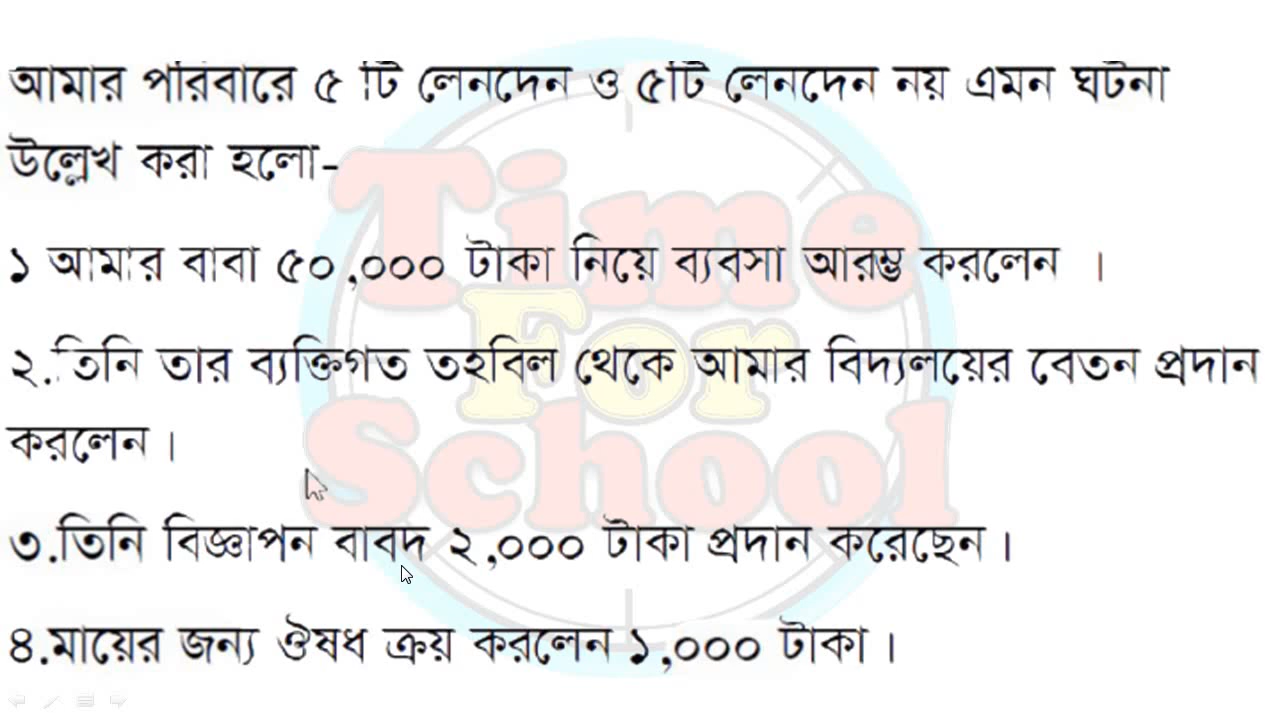 আমার পরিবারে ৫ টি লেনদেন ও ৫টি লেনদেন নয় এমন ঘটনা
উল্লেখ করা হলো-
১ আমার বাবা ৫০,০০০ টাকা নিয়ে ব্যবসা আরম্ভ করলেন ।
২.তিনি তার ব্যক্তিগত তহবিল থেকে আমার বিদ্যলয়ের বেতন প্রদান
করলেন।
৩.তিনি বিজ্ঞাপন বাবদ ২,০০০ টাকা প্রদান করেছেন।
৪.মায়ের জন্য ঔষধ ক্রয় করলেন ১,০০০ টাকা।
Time
For
School